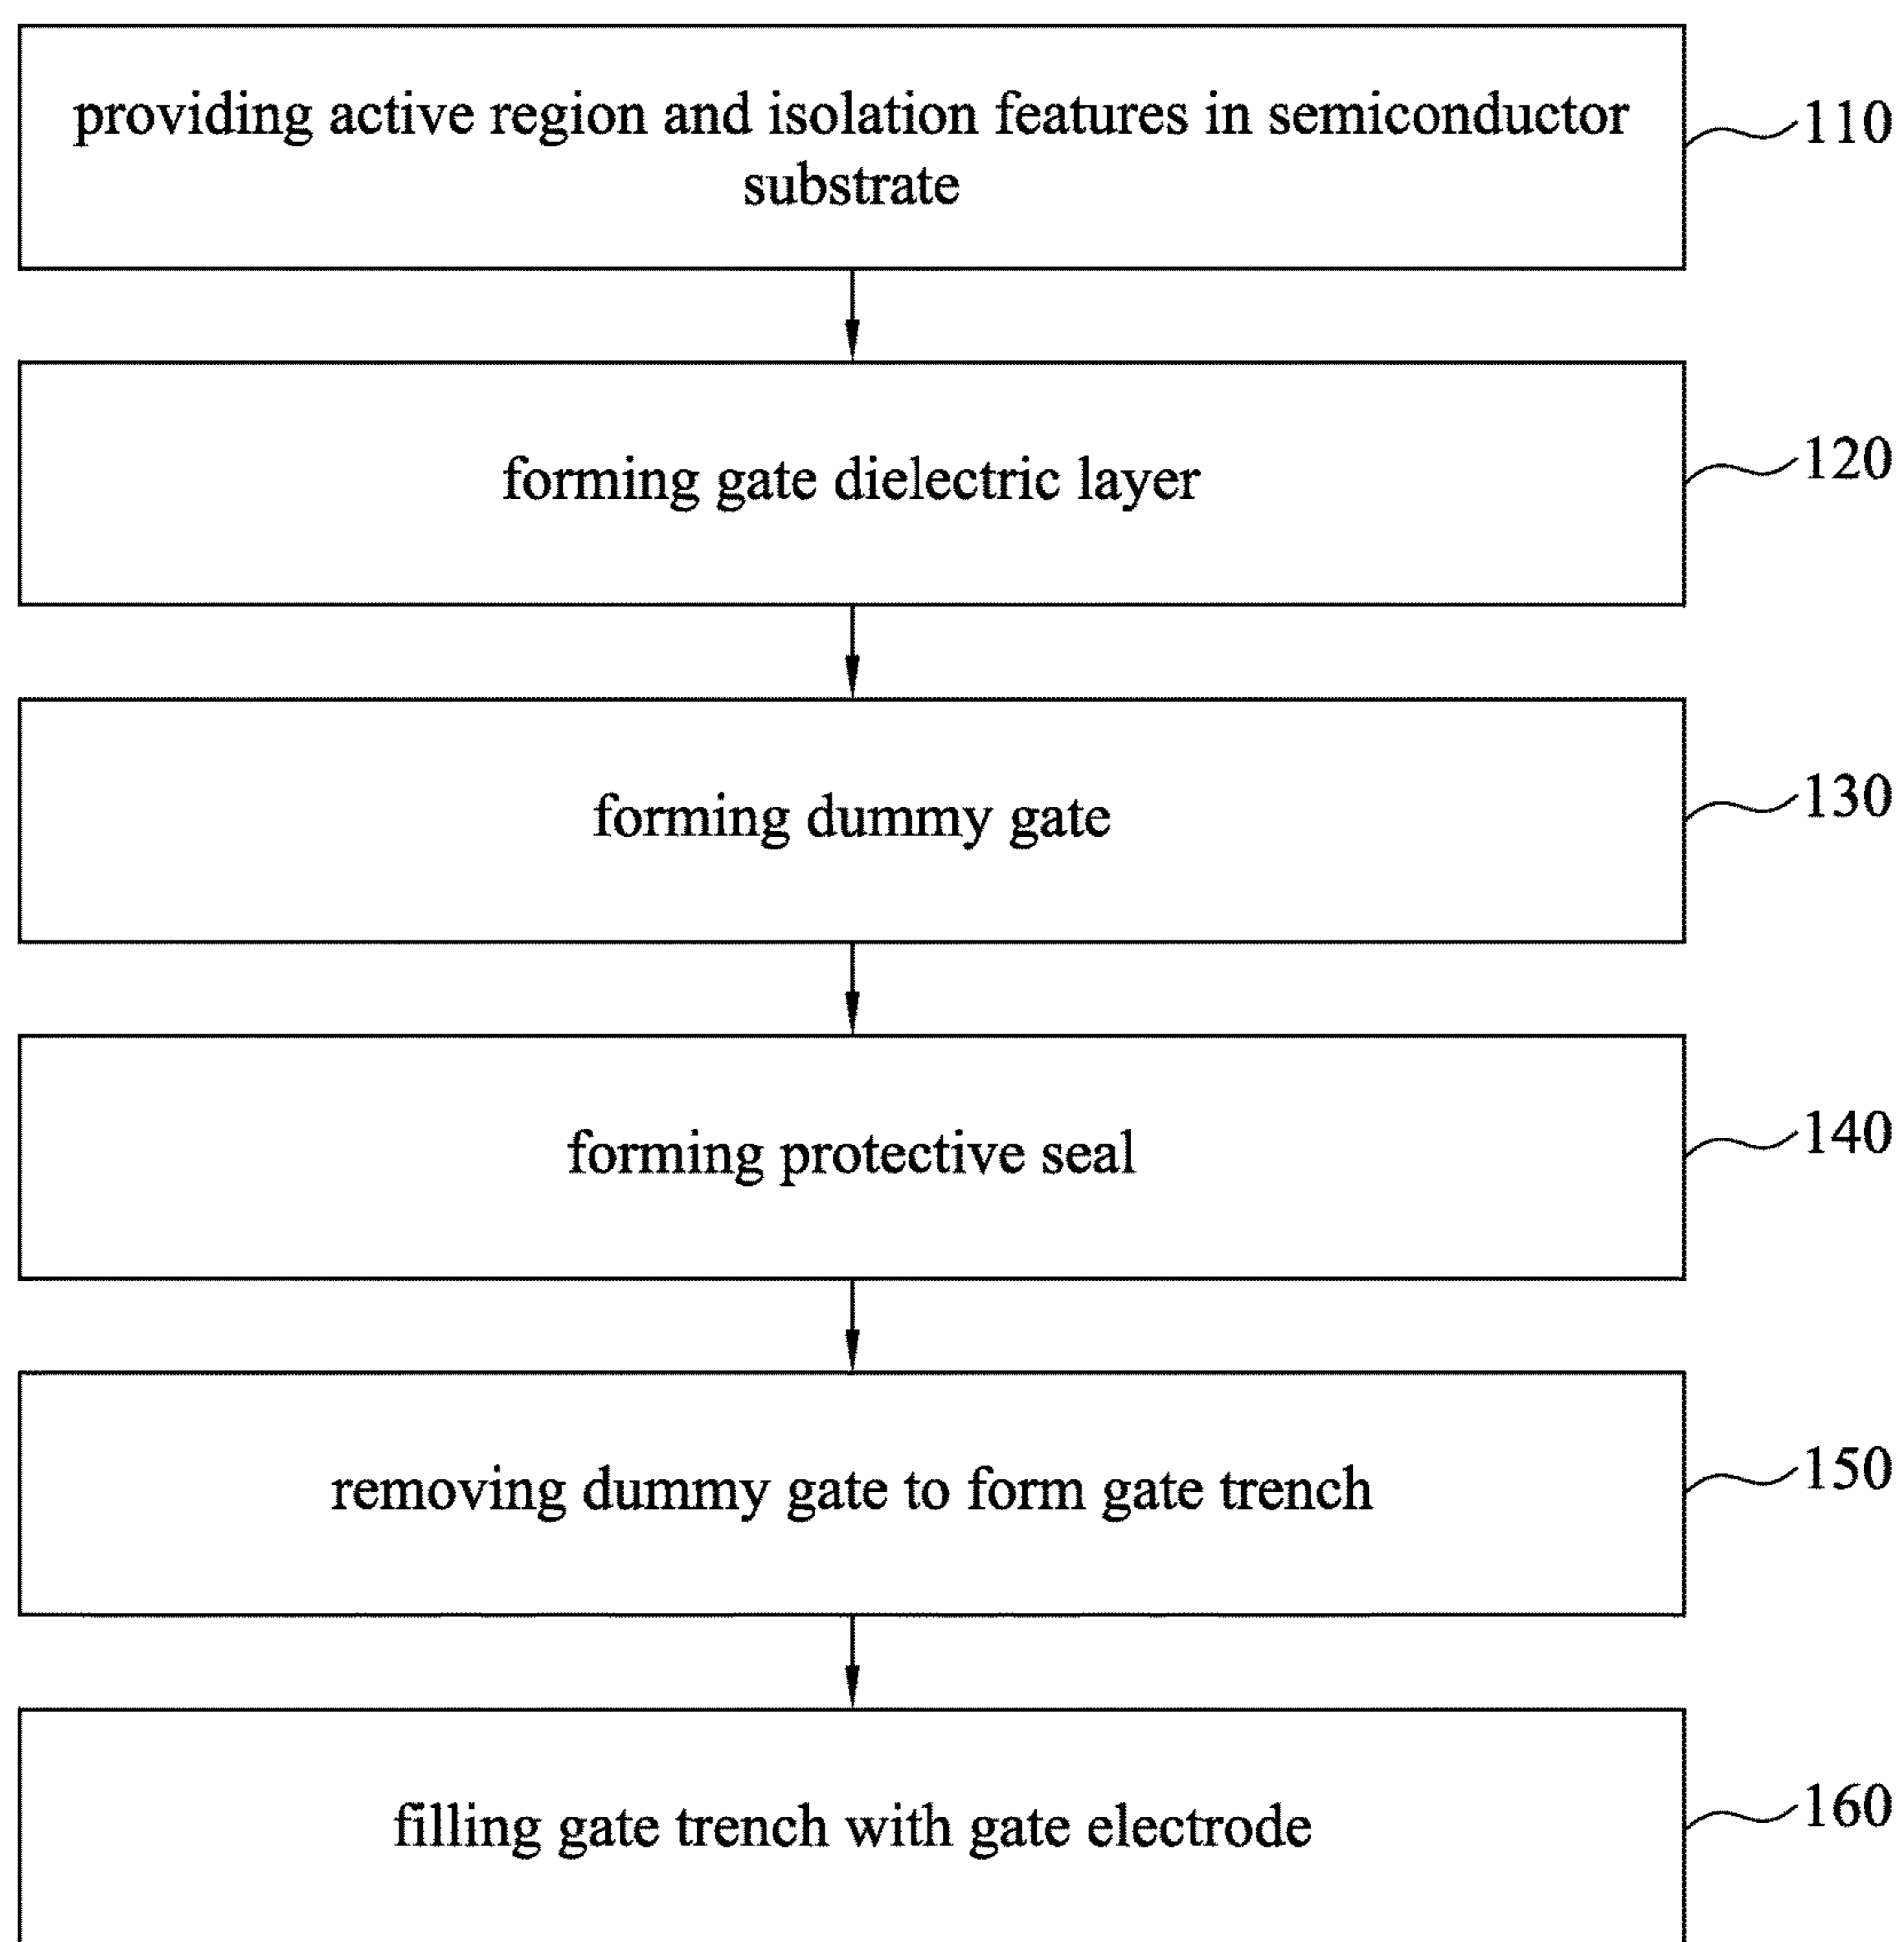 providing active region and isolation features in semiconductor
substrate
110
forming gate dielectric layer
120
forming dummy gate
130
forming protective seal
140
removing dummy gate to form gate trench
150
filling gate trench with gate electrode
160